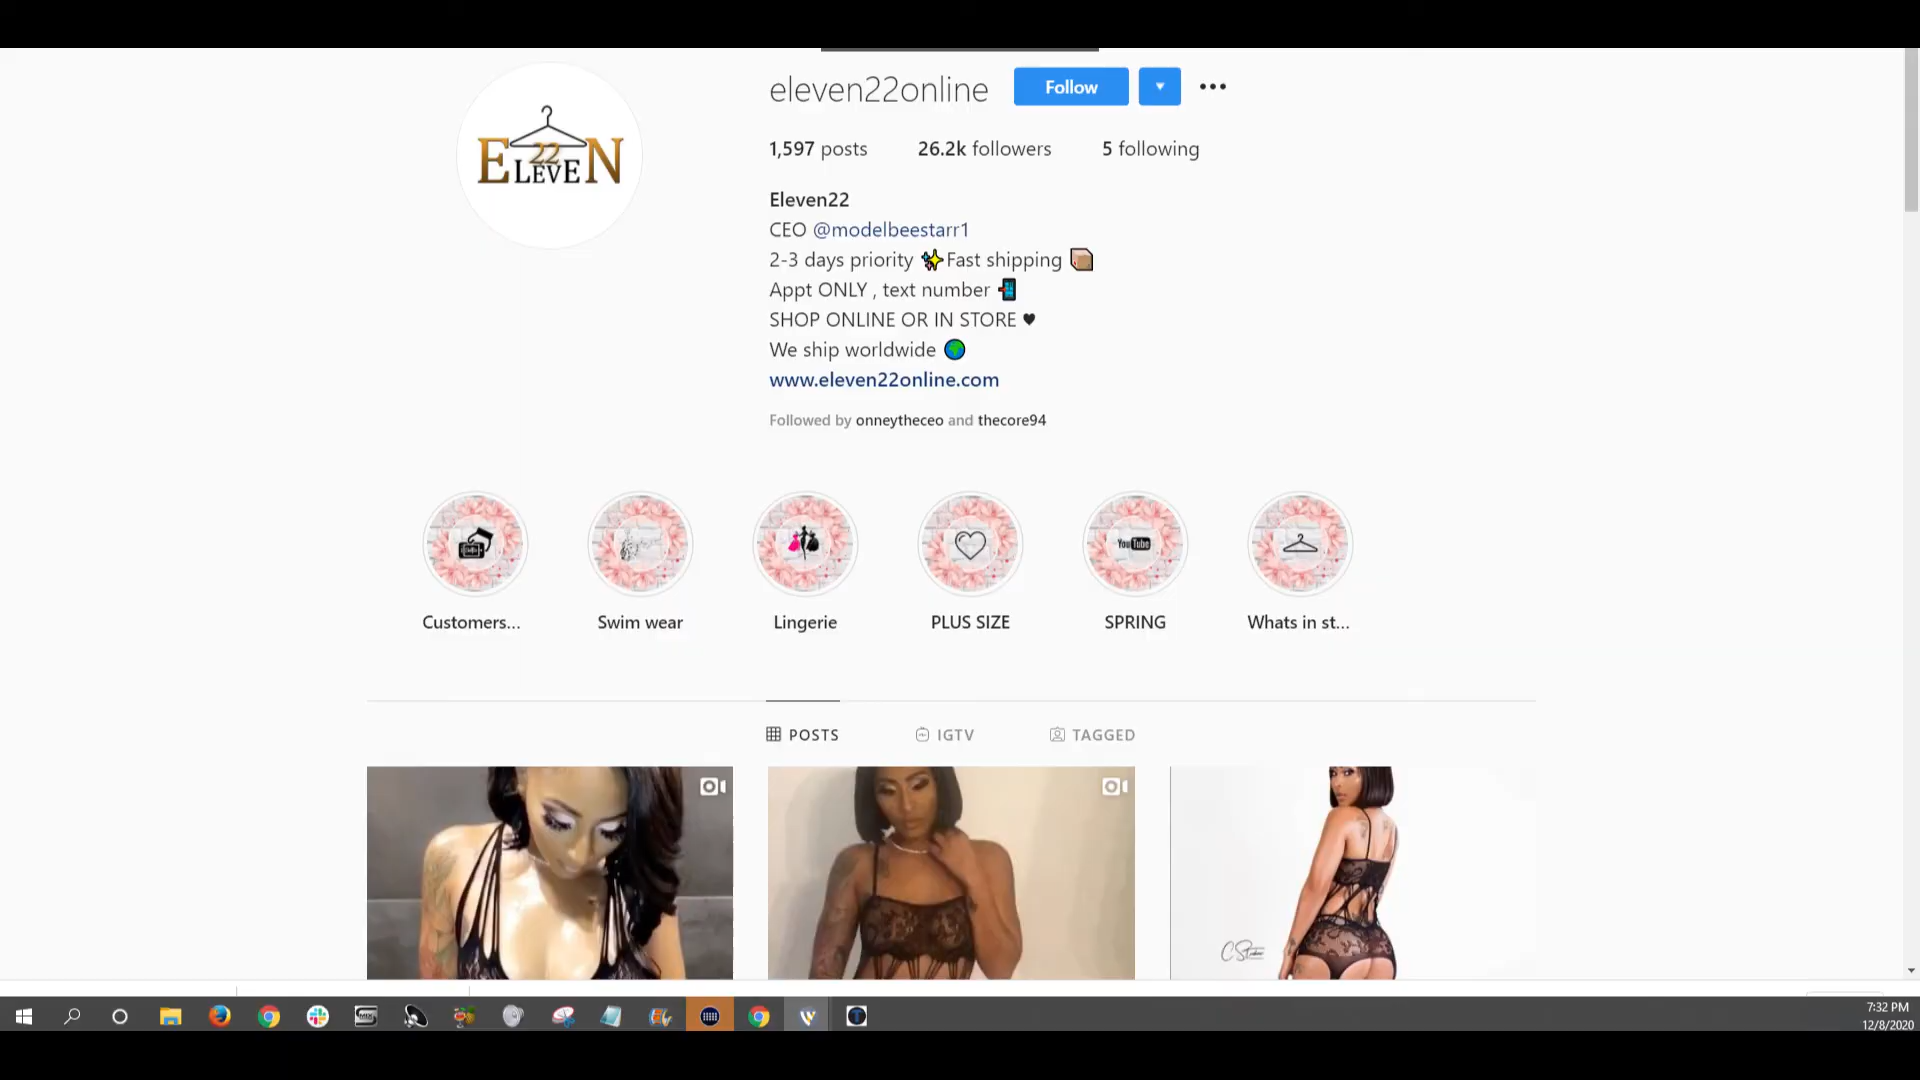 eleven22online Follow
1,597 posts 26.2k followers 5 following
ELEVEN
22
Eleven22
CEO @modelbeestarr1
2-3 days priority ✨Fast shipping 📦
Appt ONLY , text number 📲
SHOP ONLINE OR IN STORE ♥
We ship worldwide 🌍
www.eleven22online.com
Followed by onneytheceo and thecore94
You Tube
Customers... Swim wear Lingerie PLUS SIZE SPRING Whats in st...
POSTS IGTV TAGGED
7:32 PM
12/8/2020